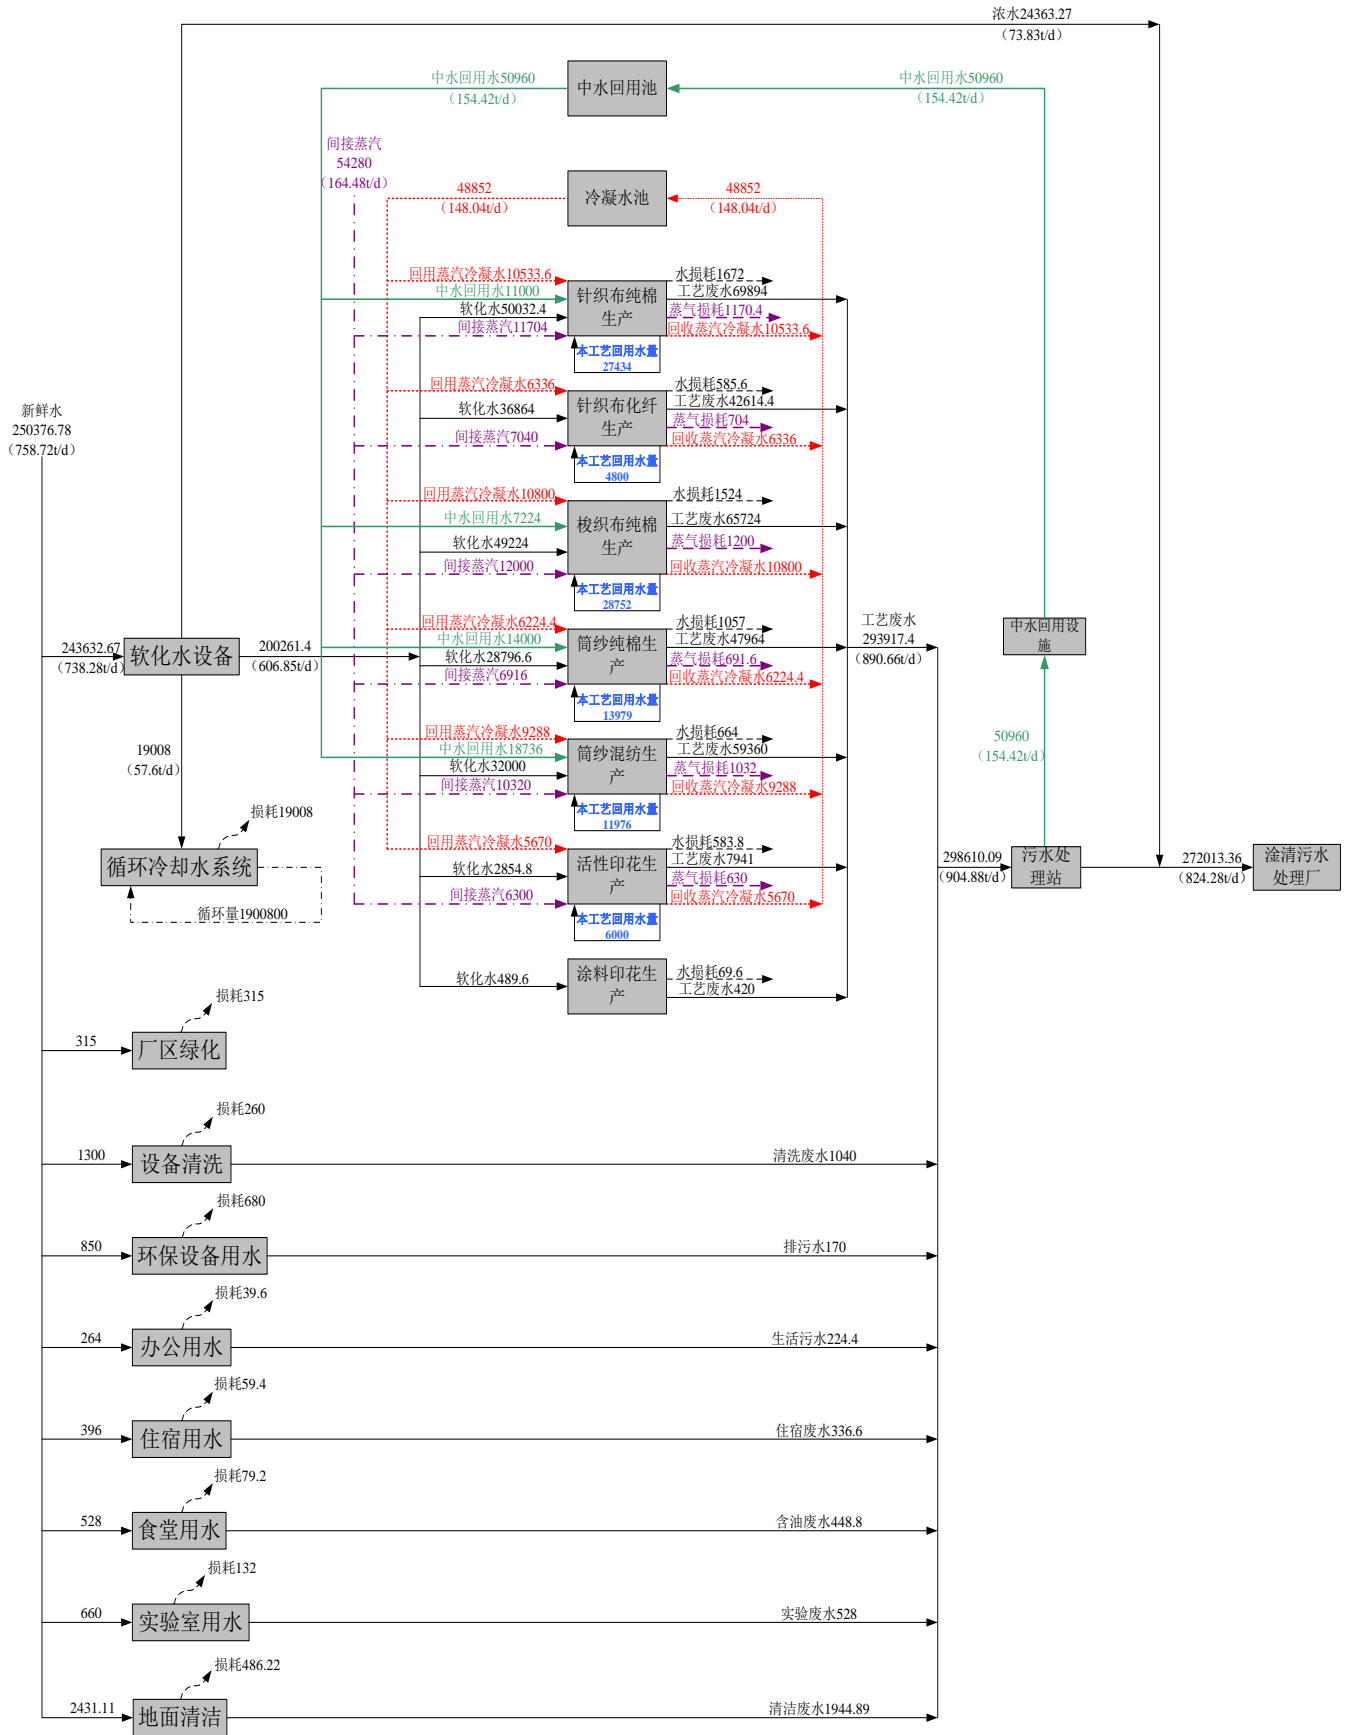 浓水24363.27
（73.83t/d）
中水回用水50960
（154.42t/d）
中水回用池
中水回用水50960
（154.42t/d）
间接蒸汽
54280
（164.48t/d）
48852
（148.04t/d）
冷凝水池
48852
（148.04t/d）
回用蒸汽冷凝水10533.6
中水回用水11000
软化水50032.4
间接蒸汽11704
针织布纯棉
生产
水损耗1672
工艺废水69894
蒸气损耗1170.4
回收蒸汽冷凝水10533.6
本工艺回用水量
27434
回用蒸汽冷凝水6336
软化水36864
间接蒸汽7040
针织布化纤
生产
水损耗585.6
工艺废水42614.4
蒸气损耗704
回收蒸汽冷凝水6336
本工艺回用水量
4800
新鲜水
250376.78
（758.72t/d）
回用蒸汽冷凝水10800
中水回用水7224
软化水49224
间接蒸汽12000
梭织布纯棉
生产
水损耗1524
工艺废水65724
蒸气损耗1200
回收蒸汽冷凝水10800
本工艺回用水量
28752
回用蒸汽冷凝水6224.4
中水回用水14000
软化水28796.6
间接蒸汽6916
筒纱纯棉生
产
水损耗1057
工艺废水47964
蒸气损耗691.6
回收蒸汽冷凝水6224.4
本工艺回用水量
13979
工艺废水
293917.4
（890.66t/d）
中水回用设
施
243632.67
（738.28t/d）
软化水设备
200261.4
（606.85t/d）
回用蒸汽冷凝水9288
中水回用水18736
软化水32000
间接蒸汽10320
筒纱混纺生
产
水损耗664
工艺废水59360
蒸气损耗1032
回收蒸汽冷凝水9288
本工艺回用水量
11976
19008
（57.6t/d）
50960
（154.42t/d）
损耗19008
循环冷却水系统
循环量1900800
回用蒸汽冷凝水5670
软化水2854.8
间接蒸汽6300
活性印花生
产
水损耗583.8
工艺废水7941
蒸气损耗630
回收蒸汽冷凝水5670
本工艺回用水量
6000
298610.09
（904.88t/d）
污水处
理站
272013.36
（824.28t/d）
淦清污水
处理厂
软化水489.6
涂料印花生
产
水损耗69.6
工艺废水420
损耗315
315
厂区绿化
损耗260
1300
设备清洗
清洗废水1040
损耗680
850
环保设备用水
排污水170
损耗39.6
264
办公用水
生活污水224.4
损耗59.4
396
住宿用水
住宿废水336.6
损耗79.2
528
食堂用水
含油废水448.8
损耗132
660
实验室用水
实验废水528
损耗486.22
2431.11
地面清洁
清洁废水1944.89